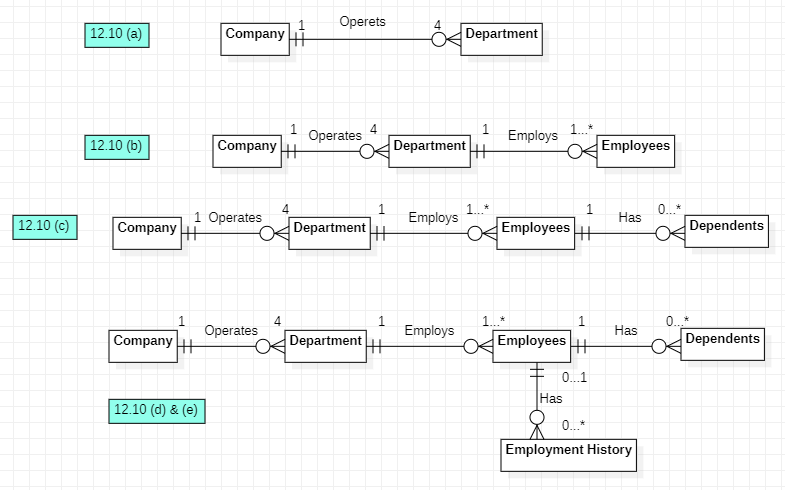 Operets
12.10 (a) Company 1 4 Department
12.10 (b) Company 1 Operates 4 Department 1 Employs 1...* Employees
12.10 (c) Company 1 Operates 4 Department 1 Employs 1...* Employees 1 Has 0...* Dependents
Company 1 Operates 4 Department 1 Employs 1...* Employees 1 Has 0...* Dependents
0...1
Has
12.10 (d) & (e)
0...*
Employment History